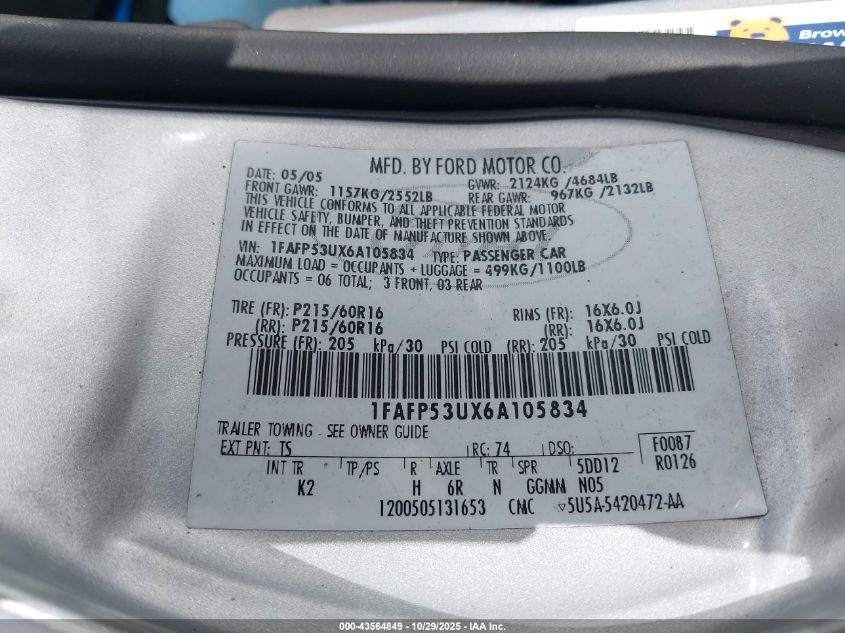 Brow
MFD. BY FORD MOTOR CO.
DATE: 05/05 GVWR: 2124KG /4684LB
FRONT GAWR: 1157KG/2552LB REAR GAWR: 967KG /2132LB
THIS VEHICLE CONFORMS TO ALL APPLICABLE FEDERAL MOTOR
VEHICLE SAFETY, BUMPER, AND THEFT PREVENTION STANDARDS
IN EFFECT ON THE DATE OF MANUFACTURE SHOWN ABOVE.
VIN: 1FAFP53UX6A105834 TYPE: PASSENGER CAR
MAXIMUM LOAD = OCCUPANTS + LUGGAGE = 499KG/1100LB
OCCUPANTS = 06 TOTAL; 3 FRONT, 03 REAR
TIRE (FR): P215/60R16 RIMS (FR): 16X6.0J
(RR): P215/60R16 (RR): 16X6.0J
PRESSURE (FR): 205 kPa/30 PSI COLD (RR): 205 kPa/30 PSI COLD
1FAFP53UX6A105834
TRAILER TOWING - SEE OWNER GUIDE
EXT PNT: TS RC: 74 DSO: F0087
INT TR TP/PS R AXLE TR SPR 5DD12 R0126
K2 H 6R N GGMM N05
1200505131653 CMC ▽5U5A-5420472-AA
000-43564849 | 10/29/2025 | IAA Inc.